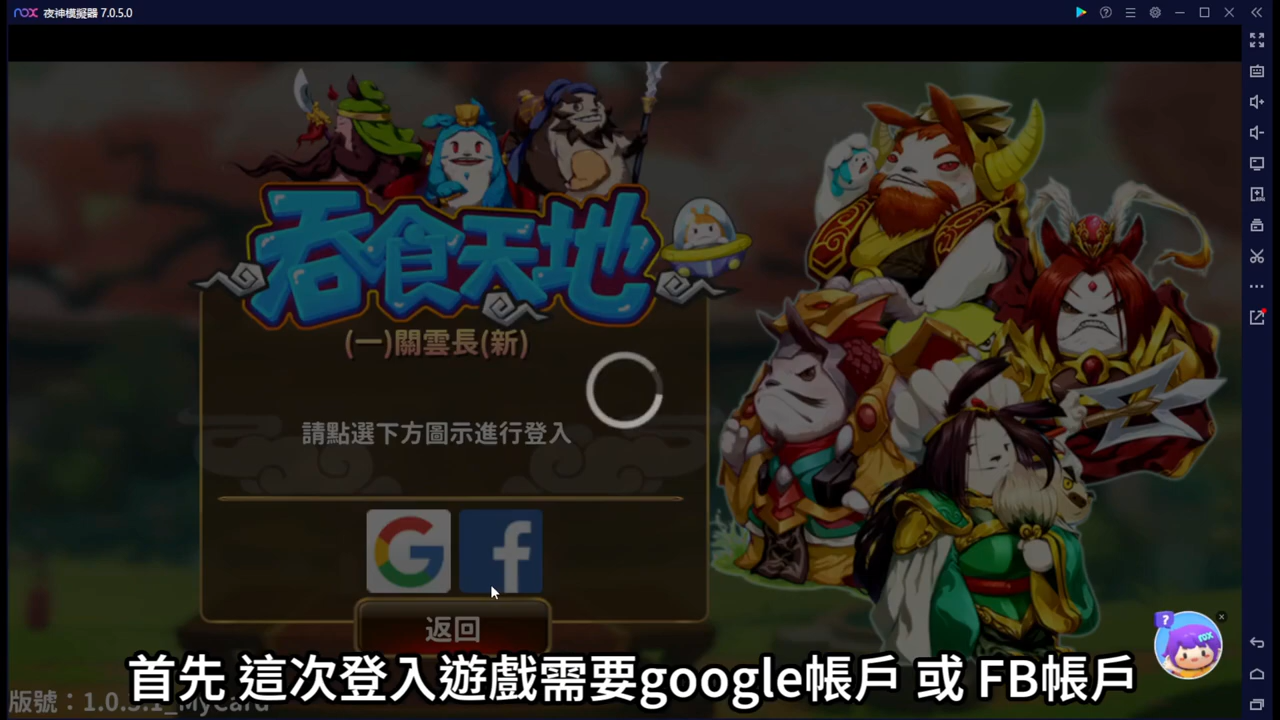 nox 夜神模擬器 7.0.5.0
吞食天地
(一)關雲長(新)
請點選下方圖示進行登入
G f
返回
首先 這次登入遊戲需要google帳戶 或 FB帳戶
nox